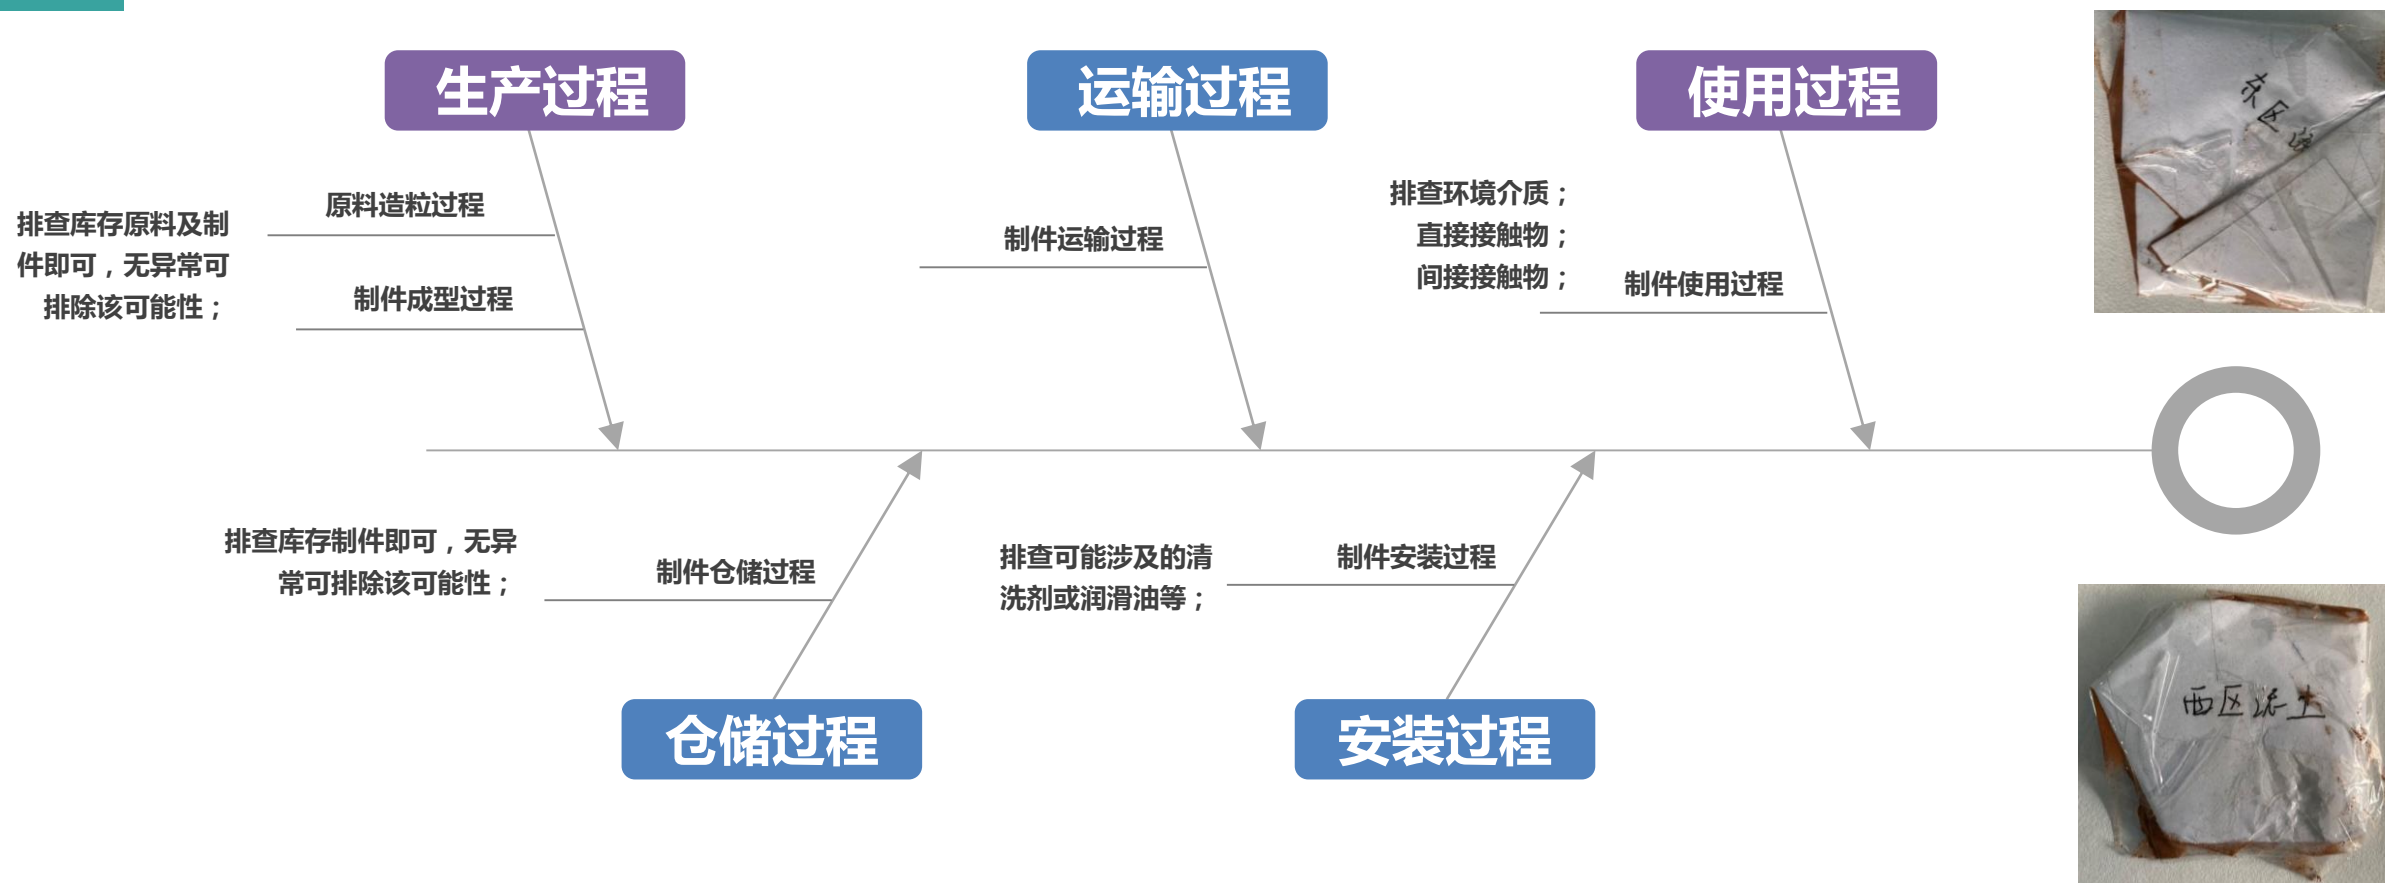 生产过程
运输过程
使用过程
原料造粒过程
制件成型过程
排查库存原料及制
件即可，无异常可
排除该可能性；
制件运输过程
排查环境介质；
直接接触物；
间接接触物；
制件使用过程
东区
排查库存制件即可，无异
常可排除该可能性；
制件仓储过程
排查可能涉及的清
洗剂或润滑油等；
制件安装过程
仓储过程
安装过程
西区
土